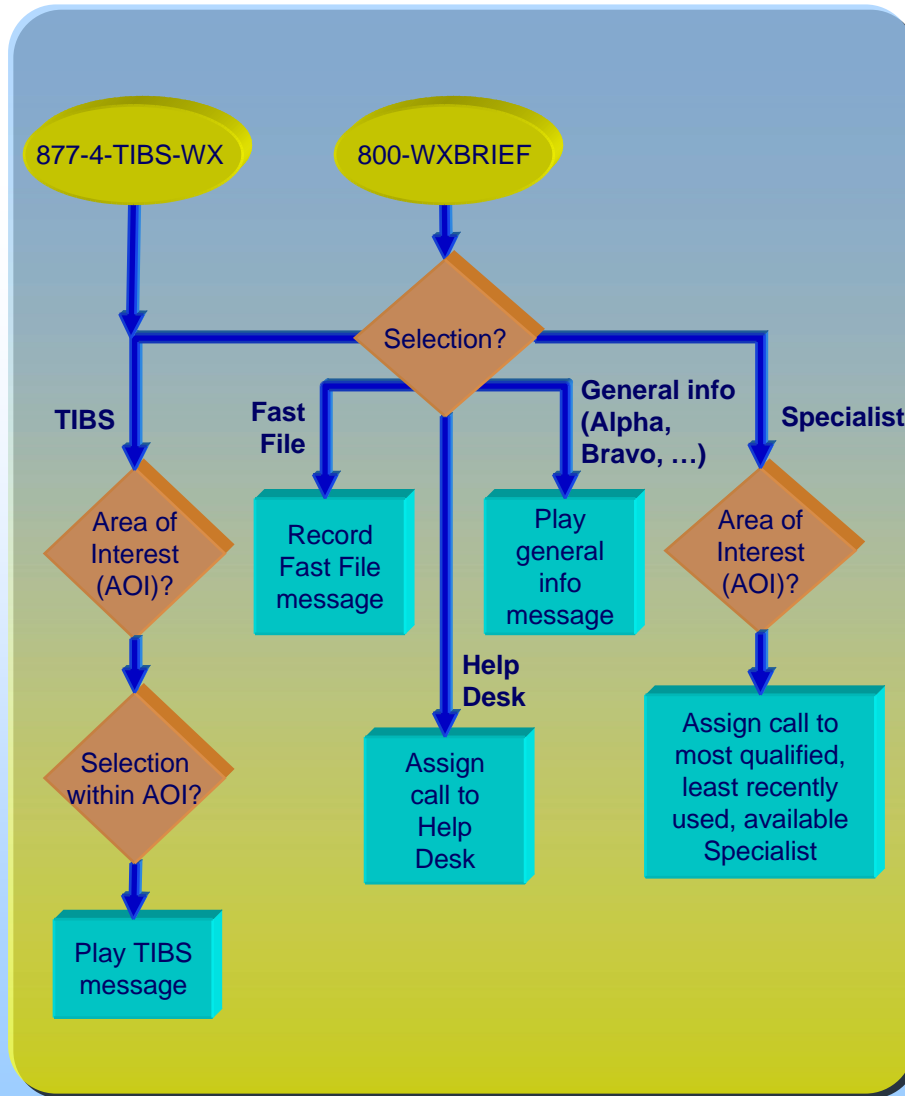 877-4-TIBS-WX
800-WXBRIEF
Selection?
TIBS
Fast
File
General info
(Alpha,
Bravo, …)
Specialist
Area of
Interest
(AOI)?
Record
Fast File
message
Play
general
info
message
Area of
Interest
(AOI)?
Help
Desk
Selection
within AOI?
Assign
call to
Help
Desk
Assign call to
most qualified,
least recently
used, available
Specialist
Play TIBS
message